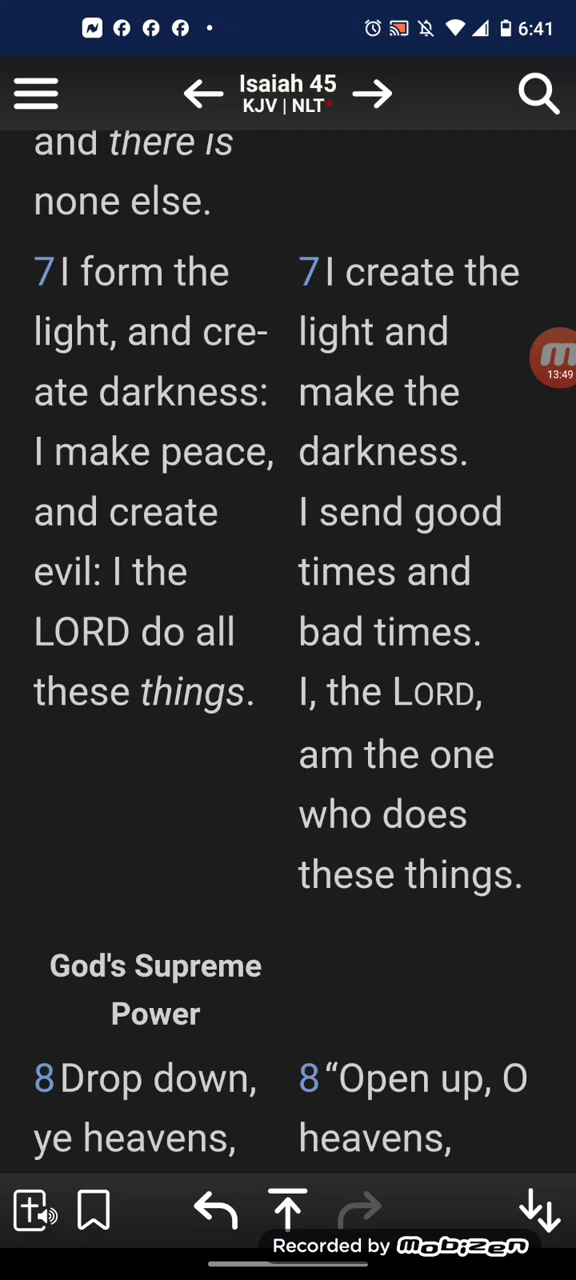 6:41
Isaiah 45
KJV | NLT*
and there is
none else.
7 I form the
light, and cre-
ate darkness:
I make peace,
and create
evil: I the
LORD do all
these things.
7 I create the
light and
make the
darkness.
I send good
times and
bad times.
I, the LORD,
am the one
who does
these things.
13:49
God's Supreme
Power
8 Drop down,
ye heavens,
8 “Open up, O
heavens,
Recorded by mobizen